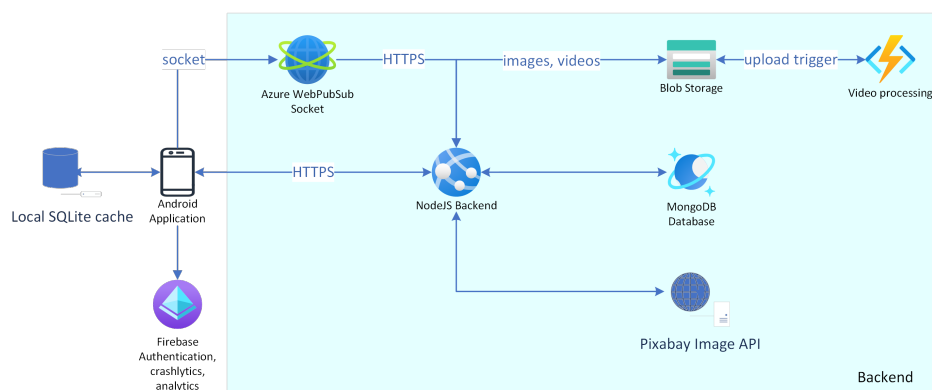 socket
HTTPS
images, videos
upload trigger
Azure WebPubSub
Socket
Blob Storage
Video processing
HTTPS
Local SQLite cache
Android
Application
NodeJS Backend
MongoDB
Database
Firebase
Authentication,
crashlytics,
analytics
Pixabay Image API
Backend